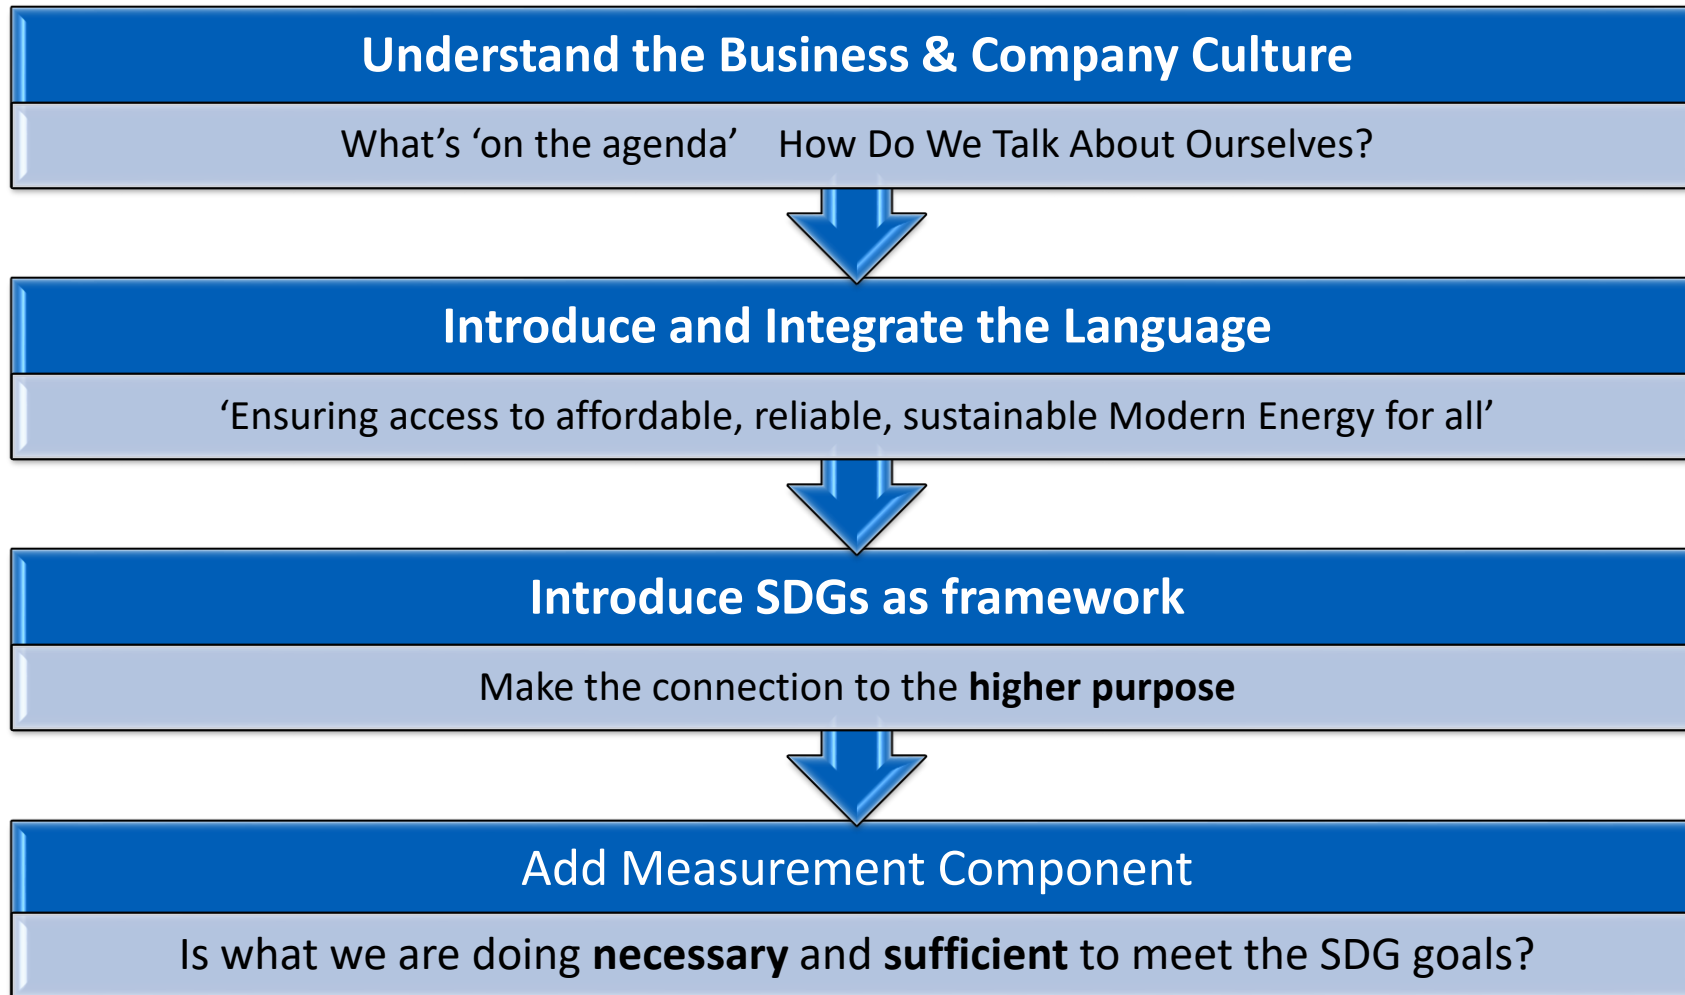 Understand the Business & Company Culture
What’s ‘on the agenda’ How Do We Talk About Ourselves?
Introduce and Integrate the Language
‘Ensuring access to affordable, reliable, sustainable Modern Energy for all’
Introduce SDGs as framework
Make the connection to the higher purpose
Add Measurement Component
Is what we are doing necessary and sufficient to meet the SDG goals?